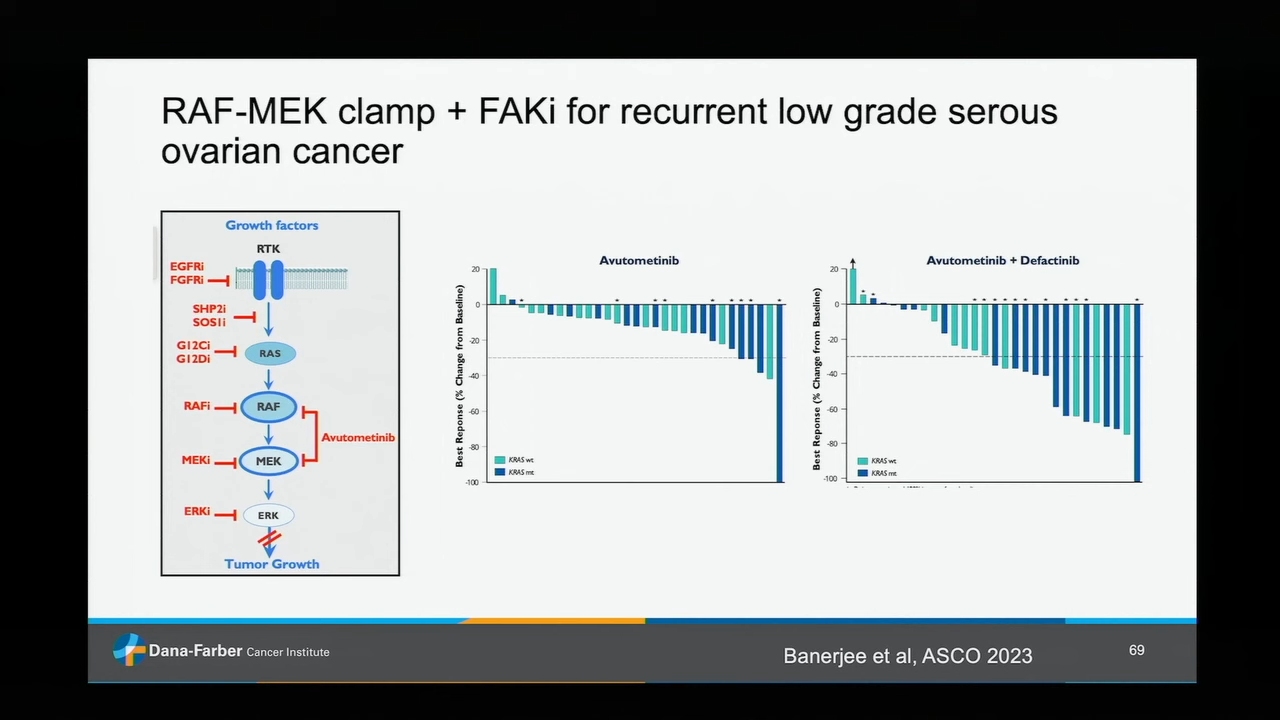 RAF-MEK clamp + FAKi for recurrent low grade serous
ovarian cancer
Growth factors
RTK
EGFRi
FGFRi
SHP2i
SOS1i
G12Ci
G12Di
RAS
RAFi
RAF
Avutometinib
MEKi
MEK
ERKi
ERK
Tumor Growth
Avutometinib
Best Reponse (% Change from Baseline)
20
0
-20
-40
-60
-80
-100
KRAS wt
KRAS mt
Avutometinib + Defactinib
Best Reponse (% Change from Baseline)
20
0
-20
-40
-60
-80
-100
KRAS wt
KRAS mt
Dana-Farber Cancer Institute
Banerjee et al, ASCO 2023
69